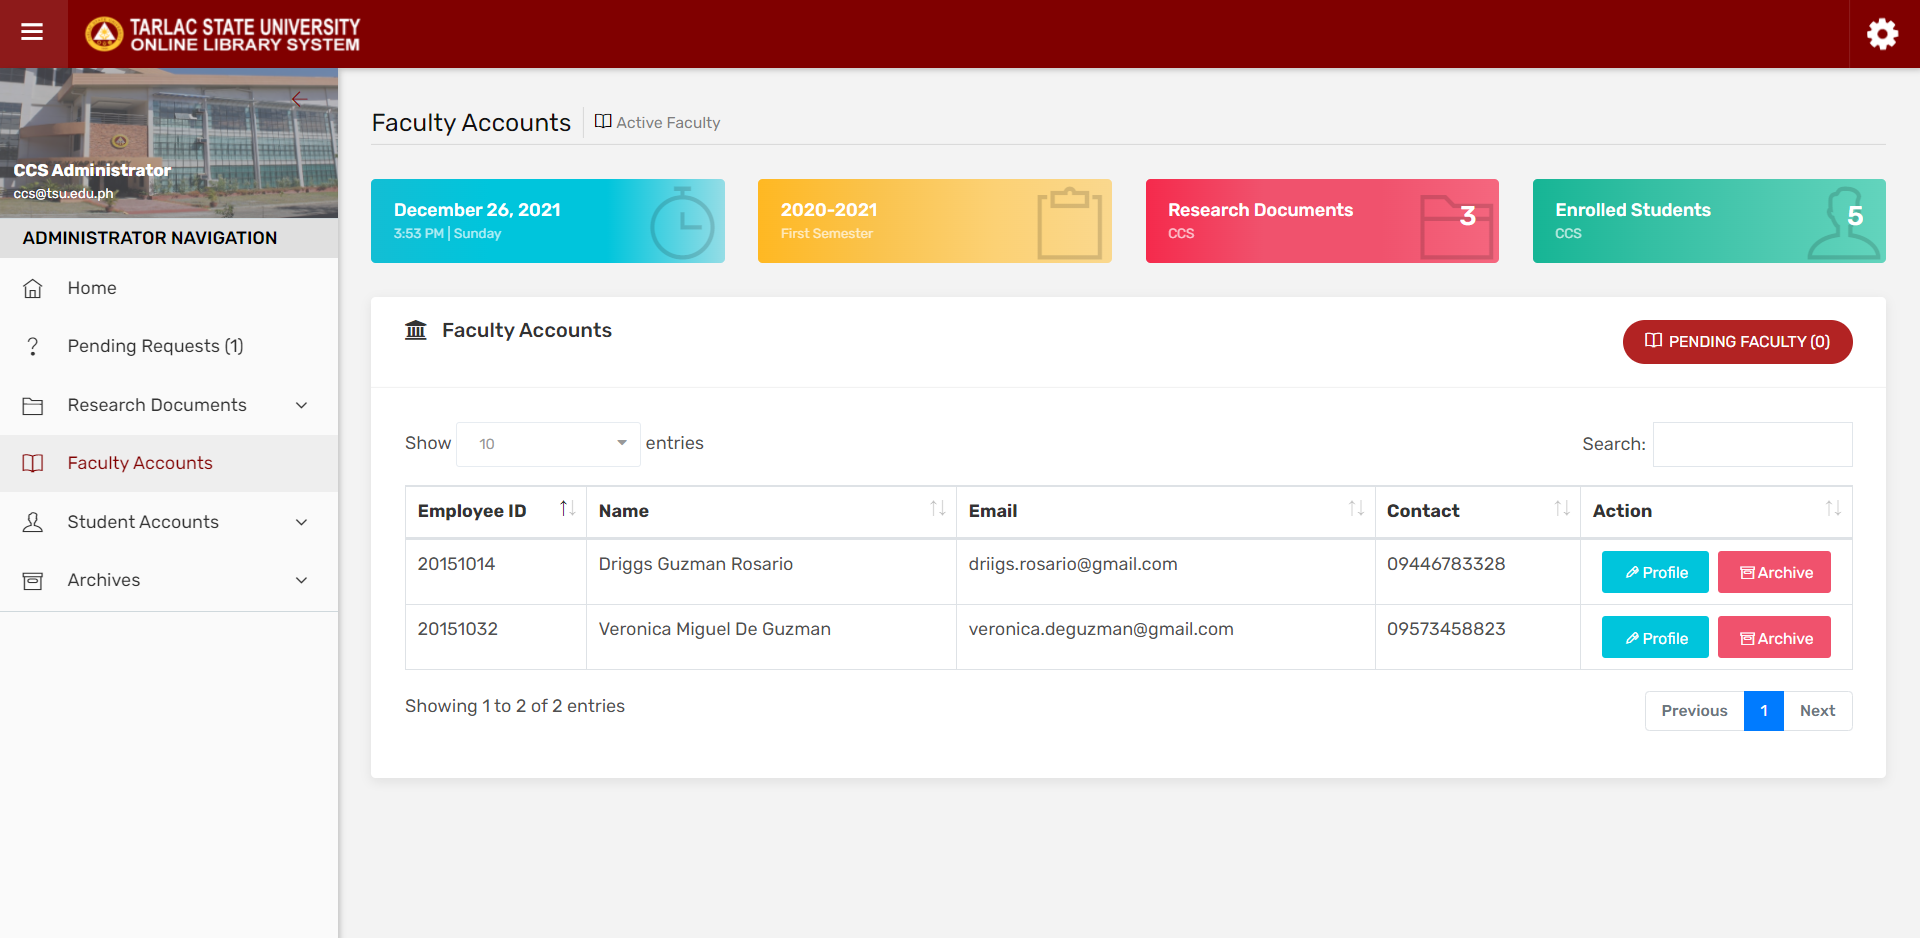 TARLAC STATE UNIVERSITY
ONLINE LIBRARY SYSTEM
CCS Administrator
ccs@tsu.edu.ph
ADMINISTRATOR NAVIGATION
Home
Pending Requests (1)
Research Documents
Faculty Accounts
Student Accounts
Archives
Faculty Accounts
Active Faculty
December 26, 2021
3:53 PM | Sunday
2020-2021
First Semester
Research Documents
CCS
3
Enrolled Students
CCS
5
Faculty Accounts
PENDING FACULTY (0)
Show 10 entries
Search:
Employee ID Name Email Contact Action
20151014 Driggs Guzman Rosario driigs.rosario@gmail.com 09446783328 Profile Archive
20151032 Veronica Miguel De Guzman veronica.deguzman@gmail.com 09573458823 Profile Archive
Showing 1 to 2 of 2 entries
Previous 1 Next